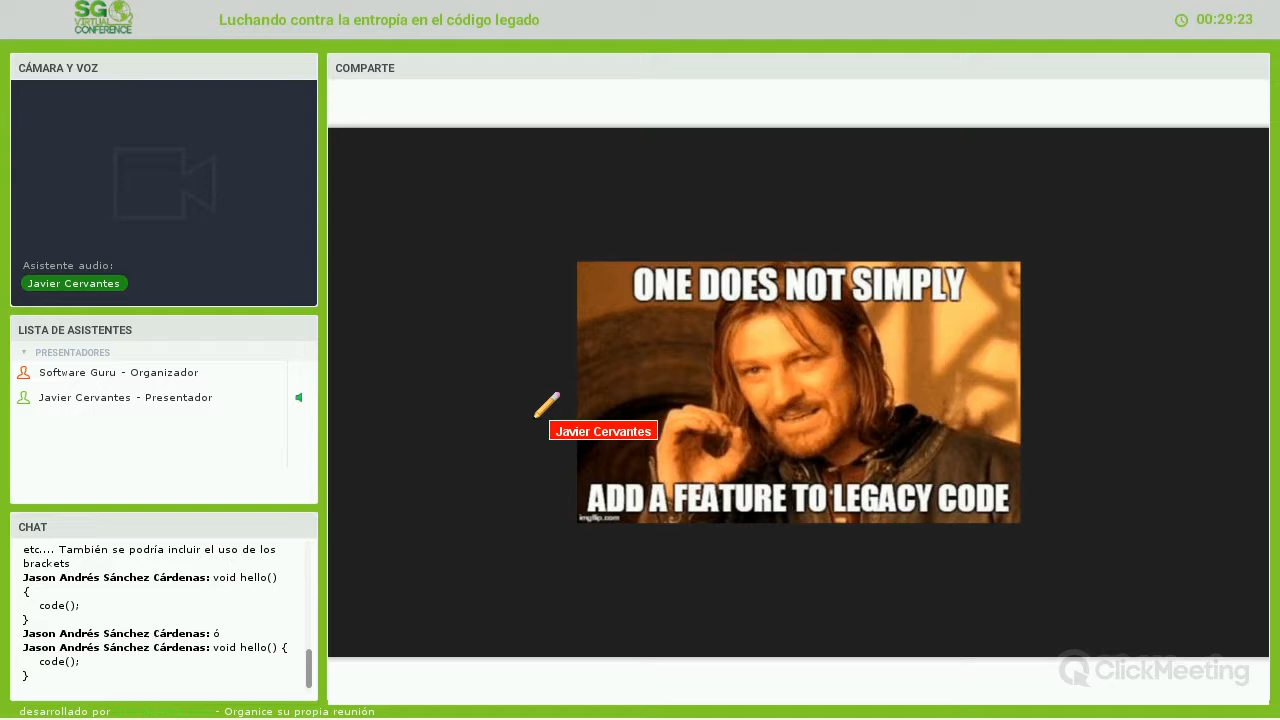 SG
VIRTUAL
CONFERENCE
Luchando contra la entropía en el código legado
00:29:23
CÁMARA Y VOZ
Asistente audio:
Javier Cervantes
LISTA DE ASISTENTES
PRESENTADORES
Software Guru - Organizador
Javier Cervantes - Presentador
CHAT
etc.... También se podría incluir el uso de los
brackets
Jason Andrés Sánchez Cárdenas: void hello()
{
code();
}
Jason Andrés Sánchez Cárdenas: ó
Jason Andrés Sánchez Cárdenas: void hello() {
code();
}
desarrollado por
- Organice su propia reunión
COMPARTE
ONE DOES NOT SIMPLY
Javier Cervantes
ADD A FEATURE TO LEGACY CODE
imgflip.com
ClickMeeting